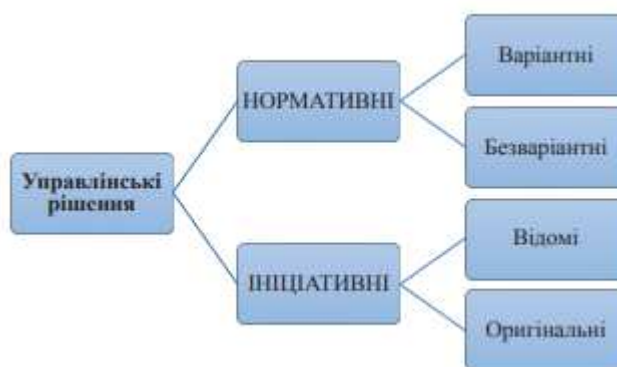 Управлінські
рішення
НОРМАТИВНІ
Варіантні
Безваріантні
ІНІЦІАТИВНІ
Відомі
Оригінальні